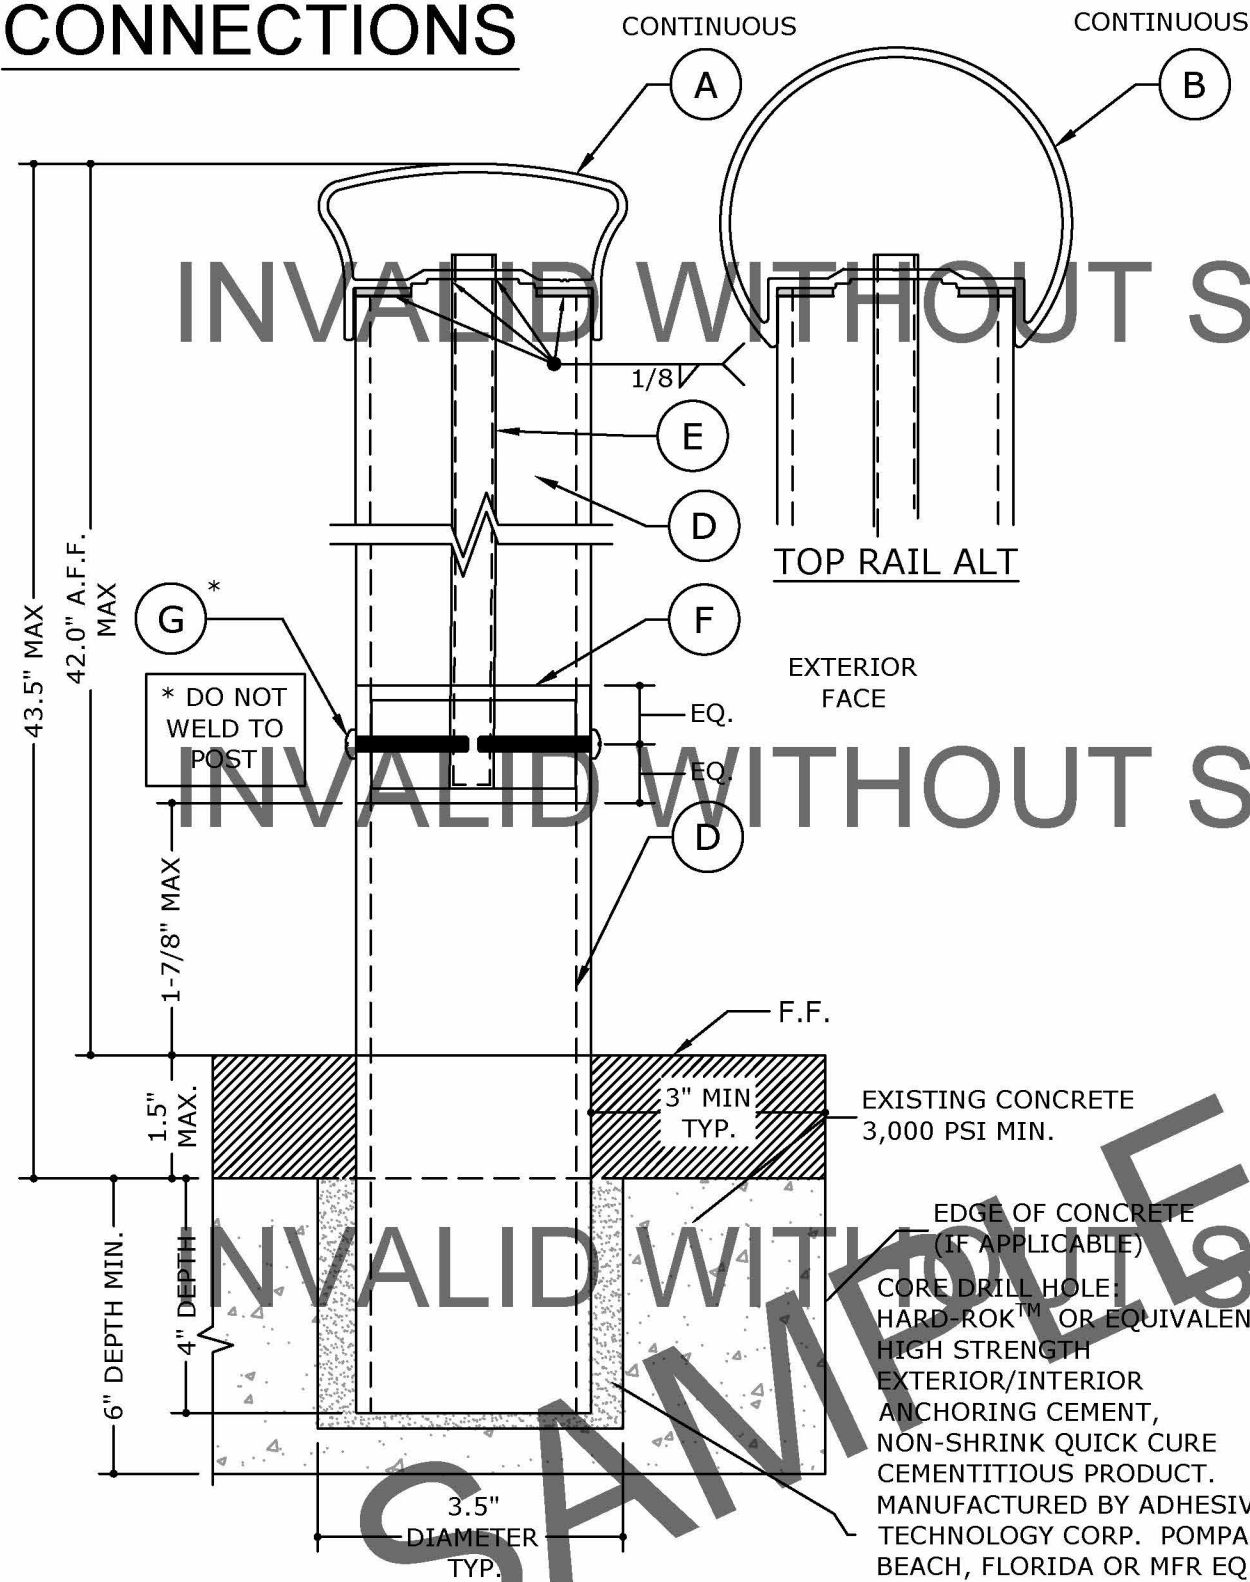 CONNECTIONS
CONTINUOUS
A
CONTINUOUS
B
INVALID WITHOUT S
1/8
E
D
TOP RAIL ALT
43.5" MAX
42.0" A.F.F.
MAX
G
*
F
* DO NOT
WELD TO
POST
EXTERIOR
FACE
EQ.
EQ.
INVALID WITHOUT S
D
1-7/8" MAX
F.F.
1.5"
MAX.
3" MIN
TYP.
EXISTING CONCRETE
3,000 PSI MIN.
6" DEPTH MIN.
4" DEPTH
INVALID WITHOUT S
EDGE OF CONCRETE
(IF APPLICABLE)
CORE DRILL HOLE:
HARD-ROK™ OR EQUIVALEN
HIGH STRENGTH
EXTERIOR/INTERIOR
ANCHORING CEMENT,
NON-SHRINK QUICK CURE
CEMENTITIOUS PRODUCT.
MANUFACTURED BY ADHESIV
TECHNOLOGY CORP. POMPA
BEACH, FLORIDA OR MFR EQ
3.5"
DIAMETER
TYP.
SAMPLE